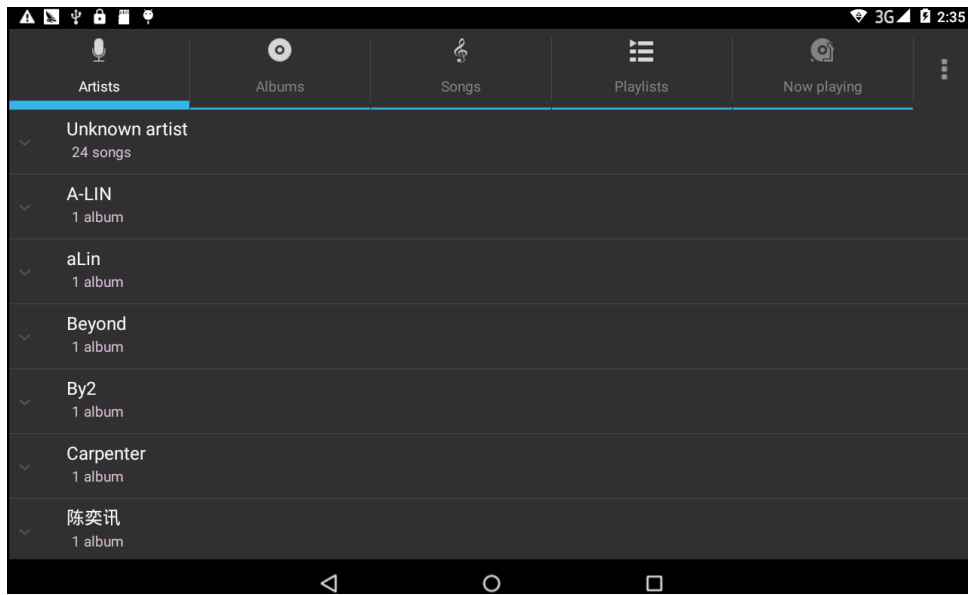 3G 2:35
Artists Albums Songs Playlists Now playing
Unknown artist
24 songs
A-LIN
1 album
aLin
1 album
Beyond
1 album
By2
1 album
Carpenter
1 album
陈奕讯
1 album